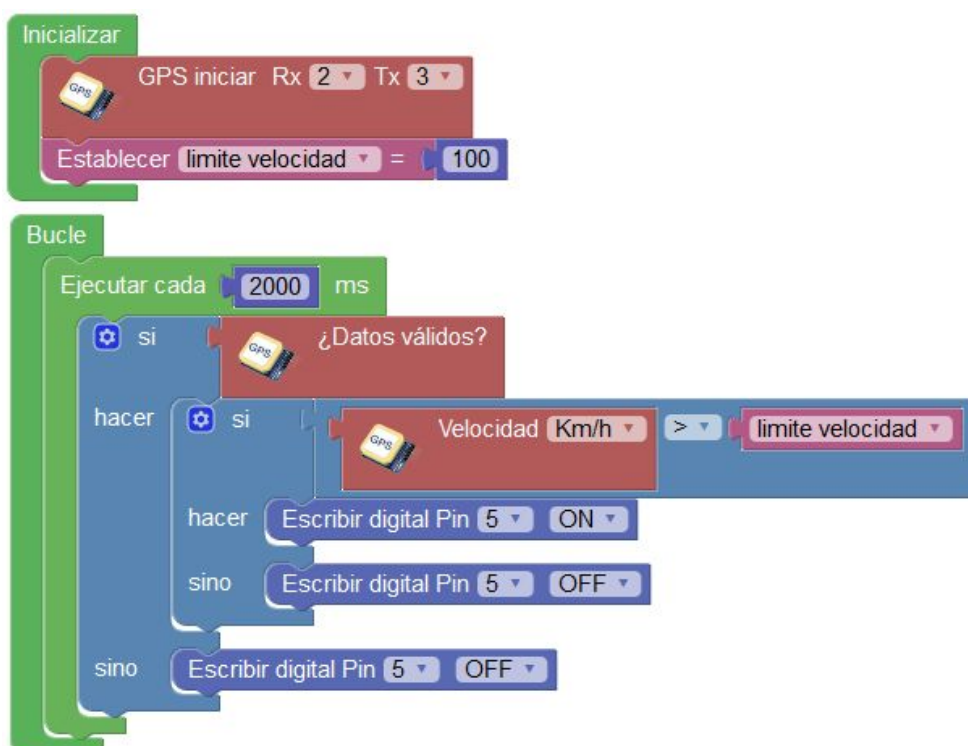 Inicializar
GPS iniciar Rx 2 Tx 3
Establecer limite velocidad = 100
Bucle
Ejecutar cada 2000 ms
si GPS ¿Datos válidos?
hacer si GPS Velocidad Km/h > limite velocidad
hacer Escribir digital Pin 5 ON
sino Escribir digital Pin 5 OFF
sino Escribir digital Pin 5 OFF